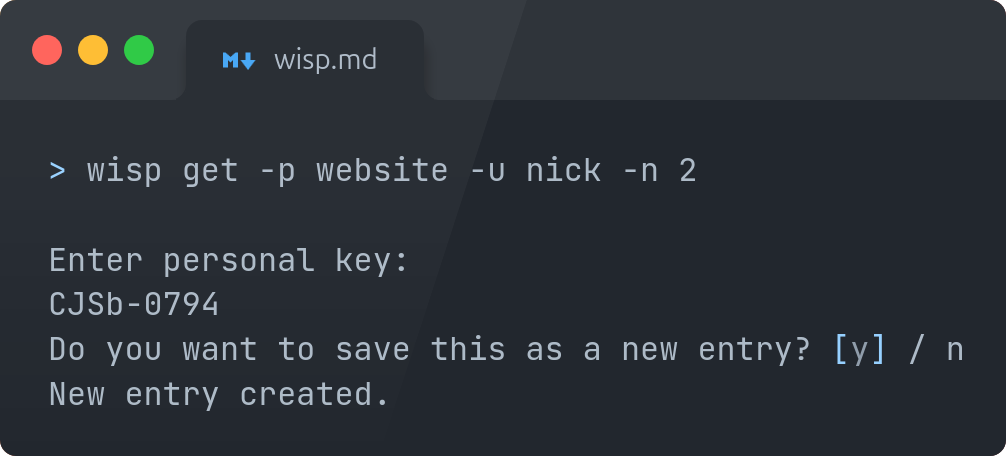 wisp.md
> wisp get -p website -u nick -n 2
Enter personal key:
CJSb-0794
Do you want to save this as a new entry? [y] / n
New entry created.